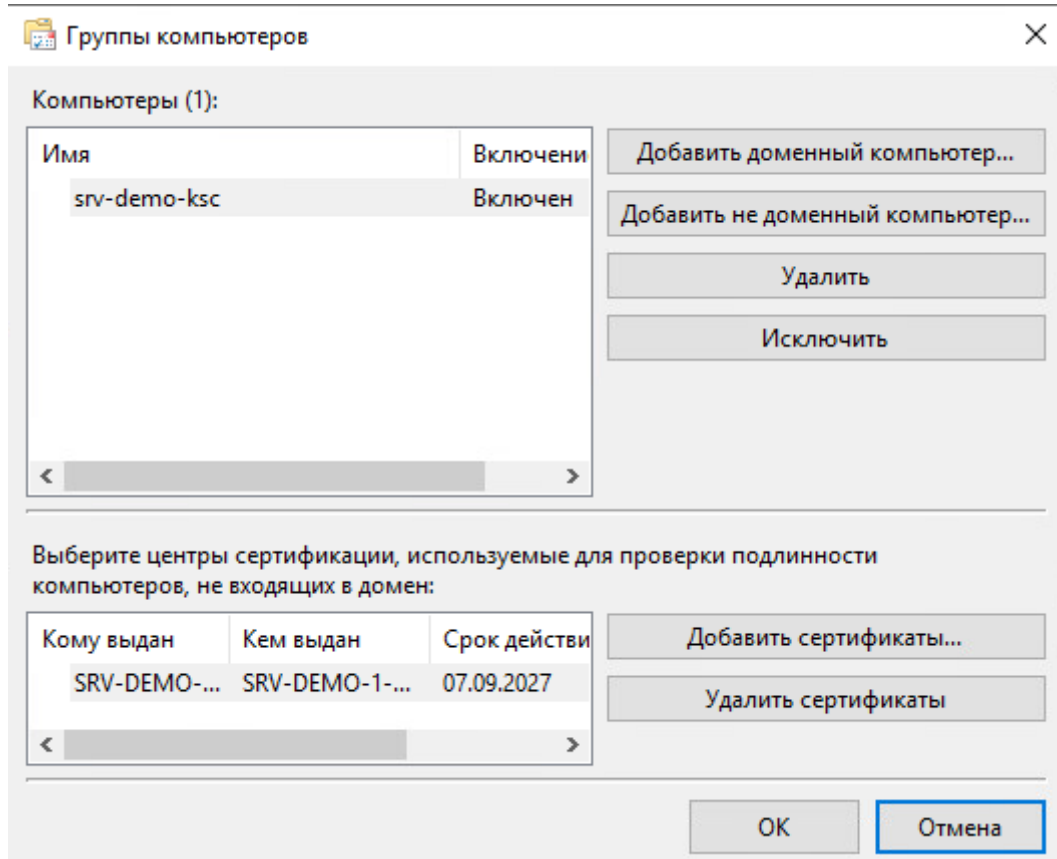 Группы компьютеров
Компьютеры (1):
Имя Включени
srv-demo-ksc Включен
Добавить доменный компьютер...
Добавить не доменный компьютер...
Удалить
Исключить
Выберите центры сертификации, используемые для проверки подлинности
компьютеров, не входящих в домен:
Кому выдан Кем выдан Срок действи
SRV-DEMO-... SRV-DEMO-1-... 07.09.2027
Добавить сертификаты...
Удалить сертификаты
ОК Отмена